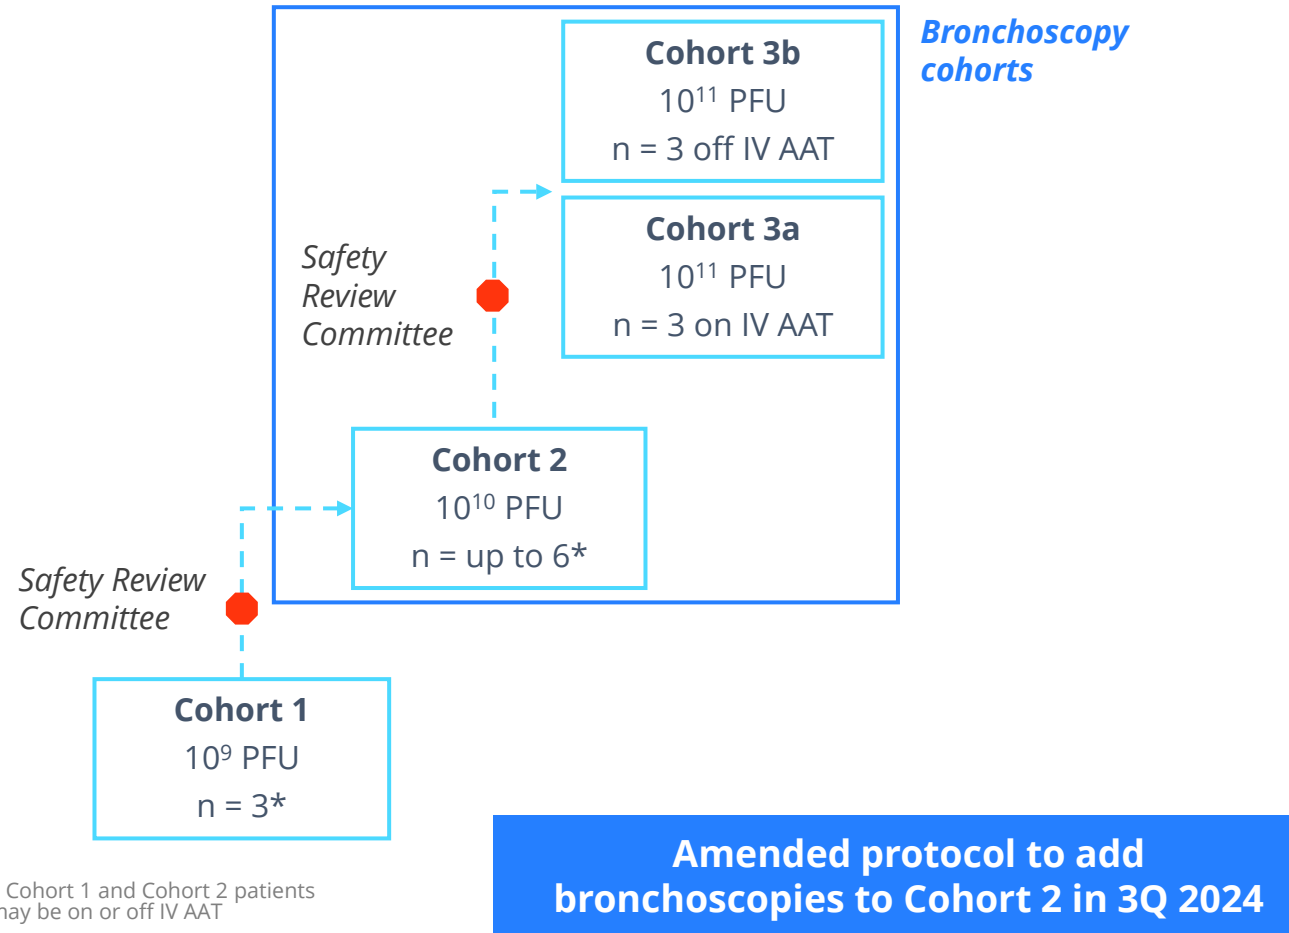 Bronchoscopy
cohorts
Cohort 3b
10¹¹ PFU
n = 3 off IV AAT
Cohort 3a
10¹¹ PFU
n = 3 on IV AAT
Safety
Review
Committee
Cohort 2
10¹⁰ PFU
n = up to 6*
Safety Review
Committee
Cohort 1
10⁹ PFU
n = 3*
Cohort 1 and Cohort 2 patients
may be on or off IV AAT
Amended protocol to add
bronchoscopies to Cohort 2 in 3Q 2024